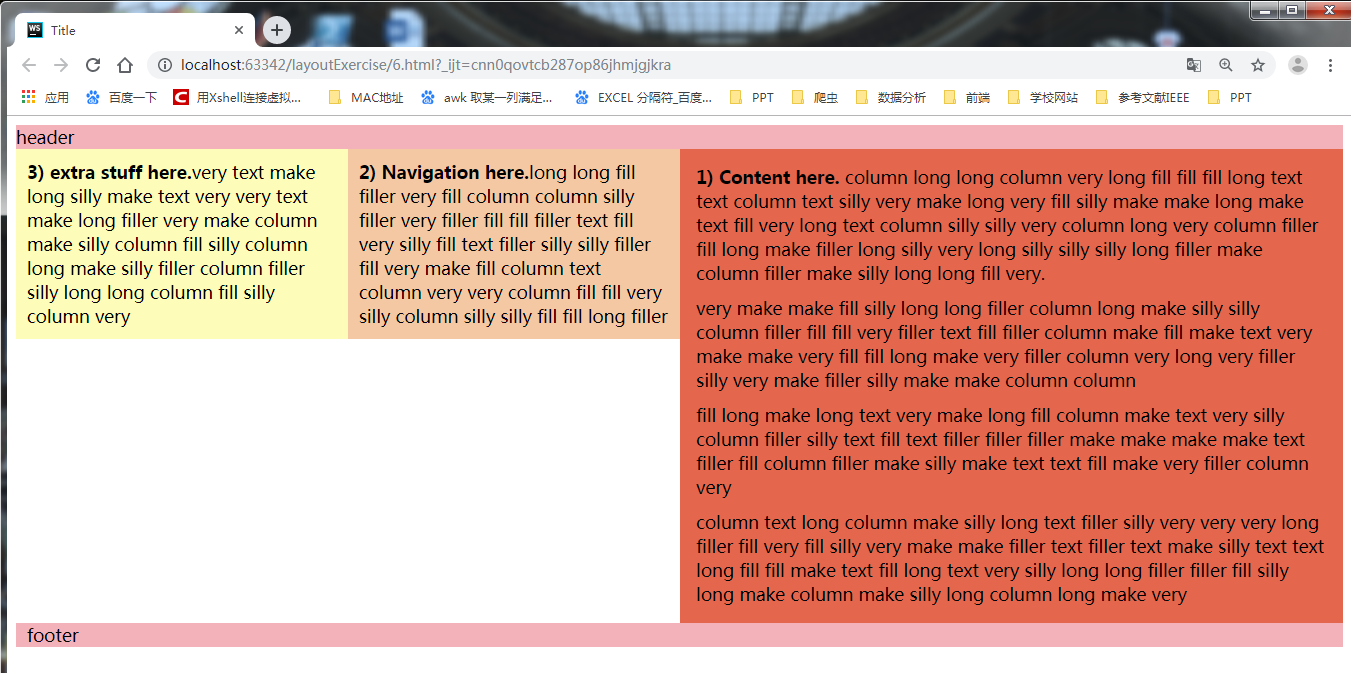 WS Title
localhost:63342/layoutExercise/6.html?_ijt=cnn0qovtcb287op86jhmjgjkra
应用 百度一下 用Xshell连接虚拟... MAC地址 awk 取某一列满足... EXCEL 分隔符_百度... PPT 爬虫 数据分析 前端 学校网站 参考文献IEEE PPT
header
3) extra stuff here.very text make
long silly make text very very text
make long filler very make column
make silly column fill silly column
long make silly filler column filler
silly long long column fill silly
column very
2) Navigation here.long long fill
filler very fill column column silly
filler very filler fill fill filler text fill
very silly fill text filler silly silly filler
fill very make fill column text
column very very column fill fill very
silly column silly silly fill fill long filler
1) Content here. column long long column very long fill fill fill long text
text column text silly very make long very fill silly make make long make
text fill very long text column silly silly very column long very column filler
fill long make filler long silly very long silly silly silly long filler make
column filler make silly long long fill very.
very make make fill silly long long filler column long make silly silly
column filler fill fill very filler text fill filler column make fill make text very
make make very fill fill long make very filler column very long very filler
silly very make filler silly make make column column
fill long make long text very make long fill column make text very silly
column filler silly text fill text filler filler filler make make make make text
filler fill column filler make silly make text text fill make very filler column
very
column text long column make silly long text filler silly very very very long
filler fill very fill silly very make make filler text filler text make silly text text
long fill fill make text fill long text very silly long long filler filler fill silly
long make column make silly long column long make very
footer